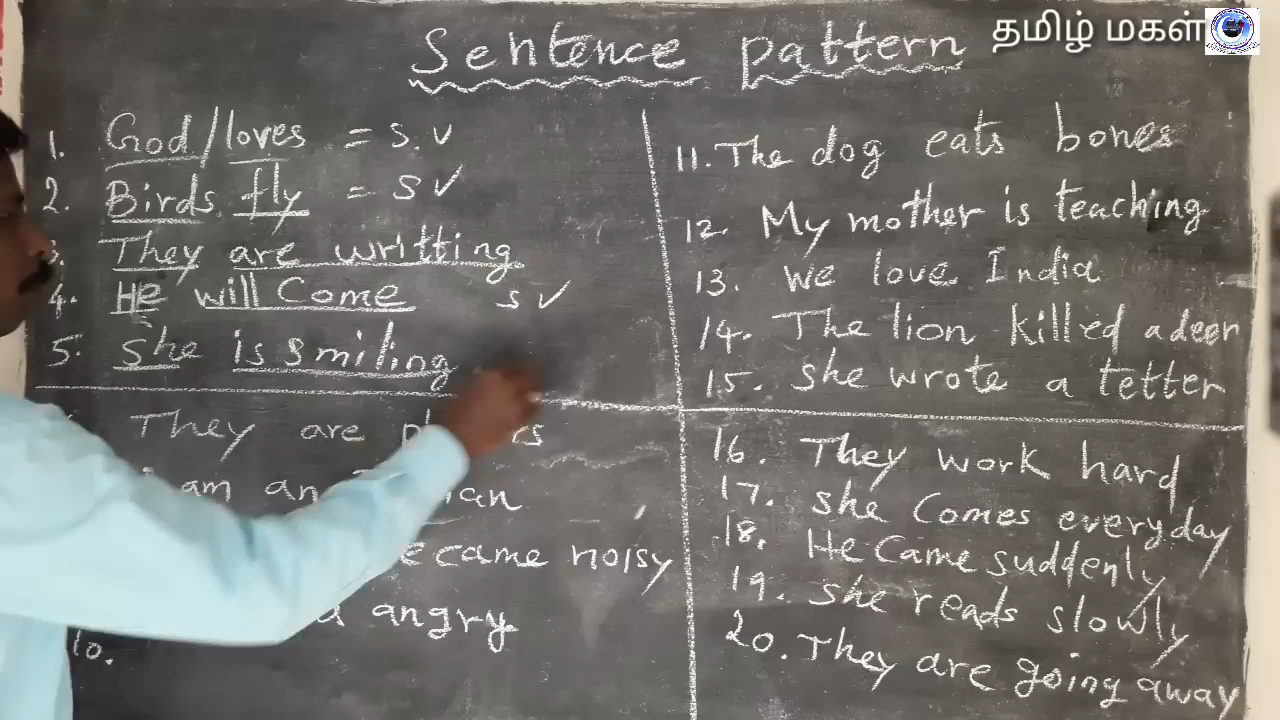 Sentence pattern
தமிழ் மகள்
1. God/loves = S.V
2. Birds fly = SV
3. They are writting
4. He will Come SV
5. She is smiling
They are
am an
ecame noisy
angry
10.
11. The dog eats bones
12. My mother is teaching
13. We love India
14. The lion killed a deer
15. She wrote a tetter
16. They work hard
17. She Comes everyday
18. He Came suddenly
19. She reads slowly
20. They are going away